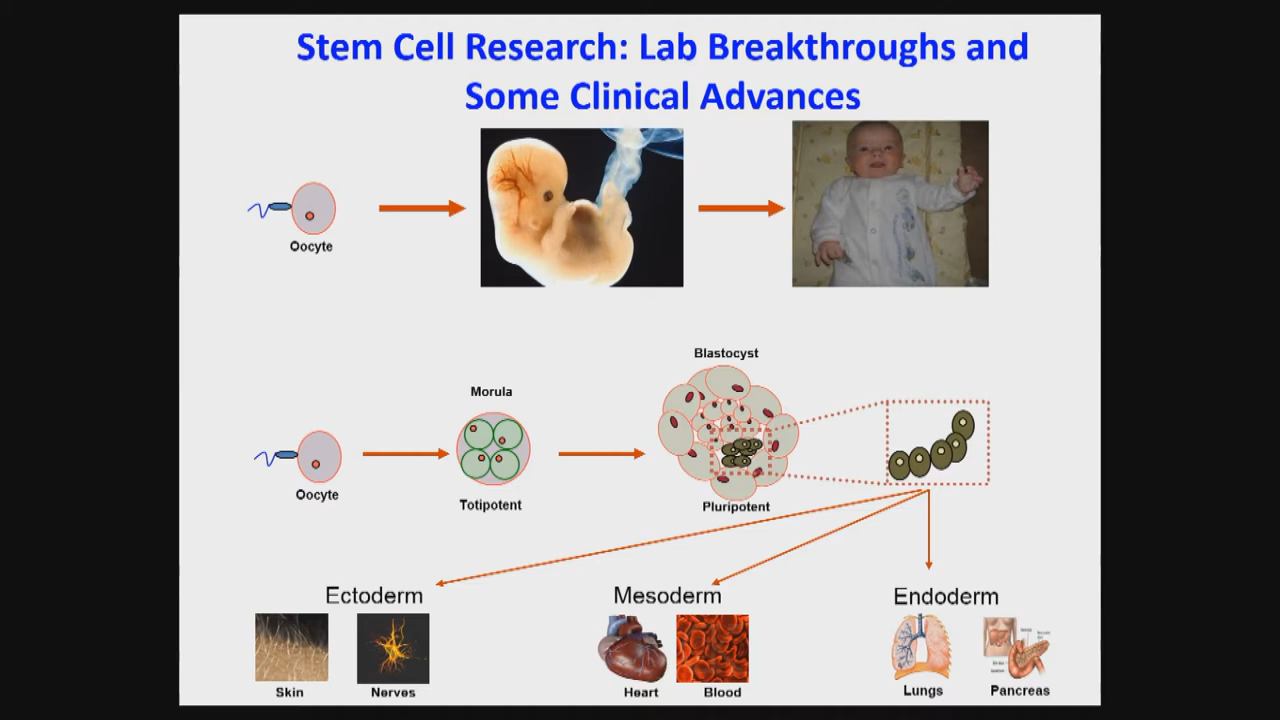 Stem Cell Research: Lab Breakthroughs and
Some Clinical Advances
Oocyte
Blastocyst
Morula
Oocyte
Totipotent
Pluripotent
Ectoderm
Mesoderm
Endoderm
Skin
Nerves
Heart
Blood
Lungs
Pancreas